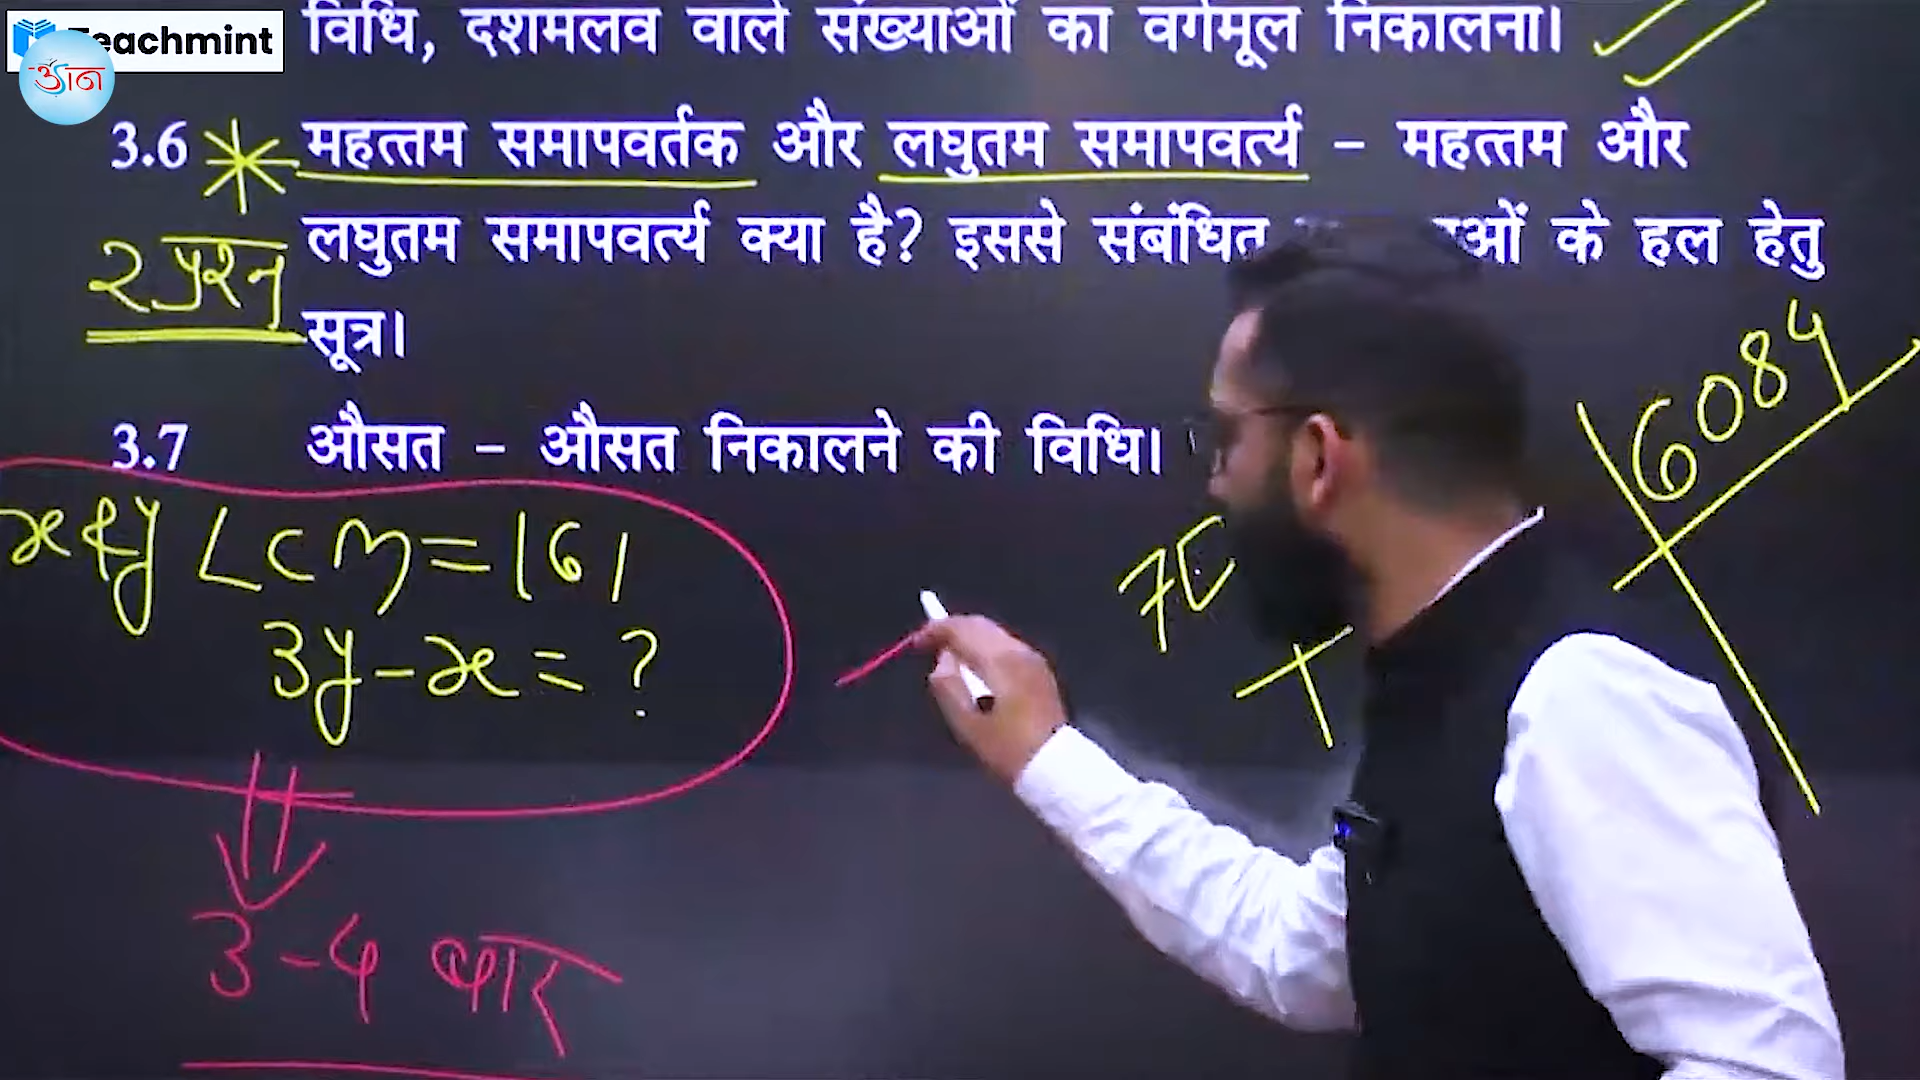 Teachmint
ज्ञान
विधि, दशमलव वाले संख्याओं का वर्गमूल निकालना।
3.6 महत्तम समापवर्तक और लघुतम समापवर्त्य – महत्तम और
२ प्रश्न लघुतम समापवर्त्य क्या है? इससे संबंधित के हल हेतु
सूत्र।
6084
3.7 औसत – औसत निकालने की विधि।
x & y LCM = 161
3y - x = ?
3-4 बार